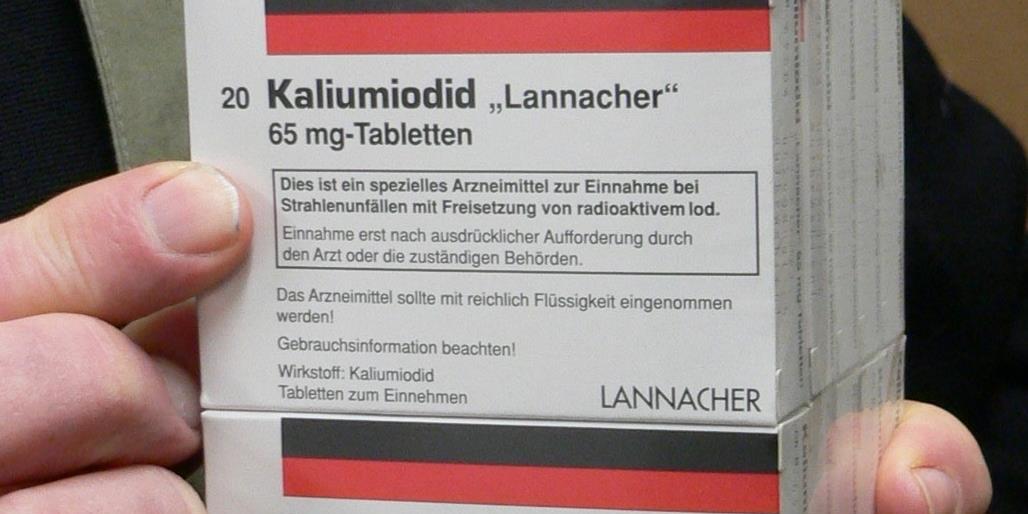 20 Kaliumiodid „Lannacher“
65 mg-Tabletten
Dies ist ein spezielles Arzneimittel zur Einnahme bei
Strahlenunfällen mit Freisetzung von radioaktivem Iod.
Einnahme erst nach ausdrücklicher Aufforderung durch
den Arzt oder die zuständigen Behörden.
Das Arzneimittel sollte mit reichlich Flüssigkeit eingenommen
werden!
Gebrauchsinformation beachten!
Wirkstoff: Kaliumiodid
Tabletten zum Einnehmen
LANNACHER